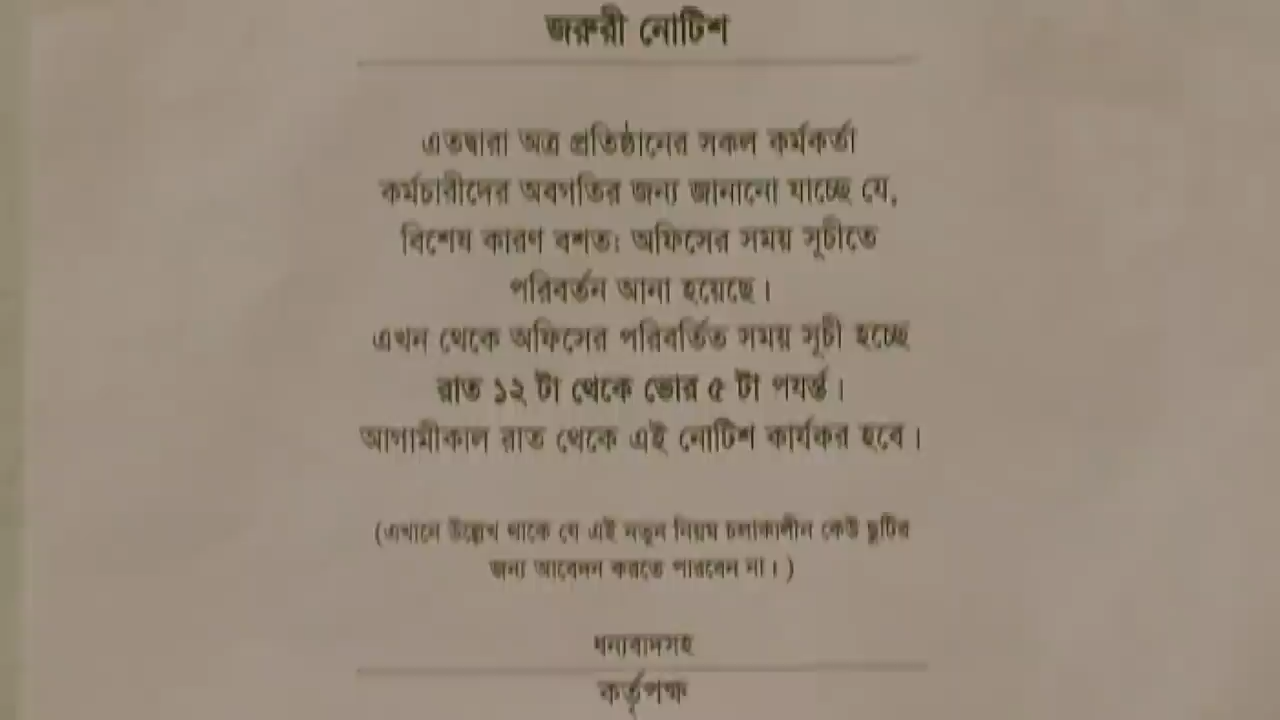 জরুরী নোটিশ
এতদ্বারা অত্র প্রতিষ্ঠানের সকল কর্মকর্তা
কর্মচারীদের অবগতির জন্য জানানো যাচ্ছে যে,
বিশেষ কারণ বশত: অফিসের সময় সূচীতে
পরিবর্তন আনা হয়েছে।
এখন থেকে অফিসের পরিবর্তিত সময় সূচী হচ্ছে
রাত ১২ টা থেকে ভোর ৫ টা পযর্ন্ত।
আগামীকাল রাত থেকে এই নোটিশ কার্যকর হবে।
(এখানে উল্লেখ থাকে যে এই নতুন নিয়ম চলাকালীন কেউ ছুটির
জন্য আবেদন করতে পারবেন না। )
ধন্যবাদসহ
কর্তৃপক্ষ